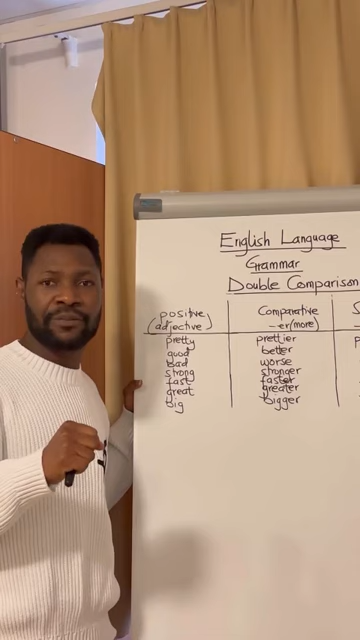 English Language
Grammar
Double Comparison
positive Comparative
(adjective) -er(more)
pretty prettier
good better
bad worse
strong stronger
fast faster
great greater
big bigger